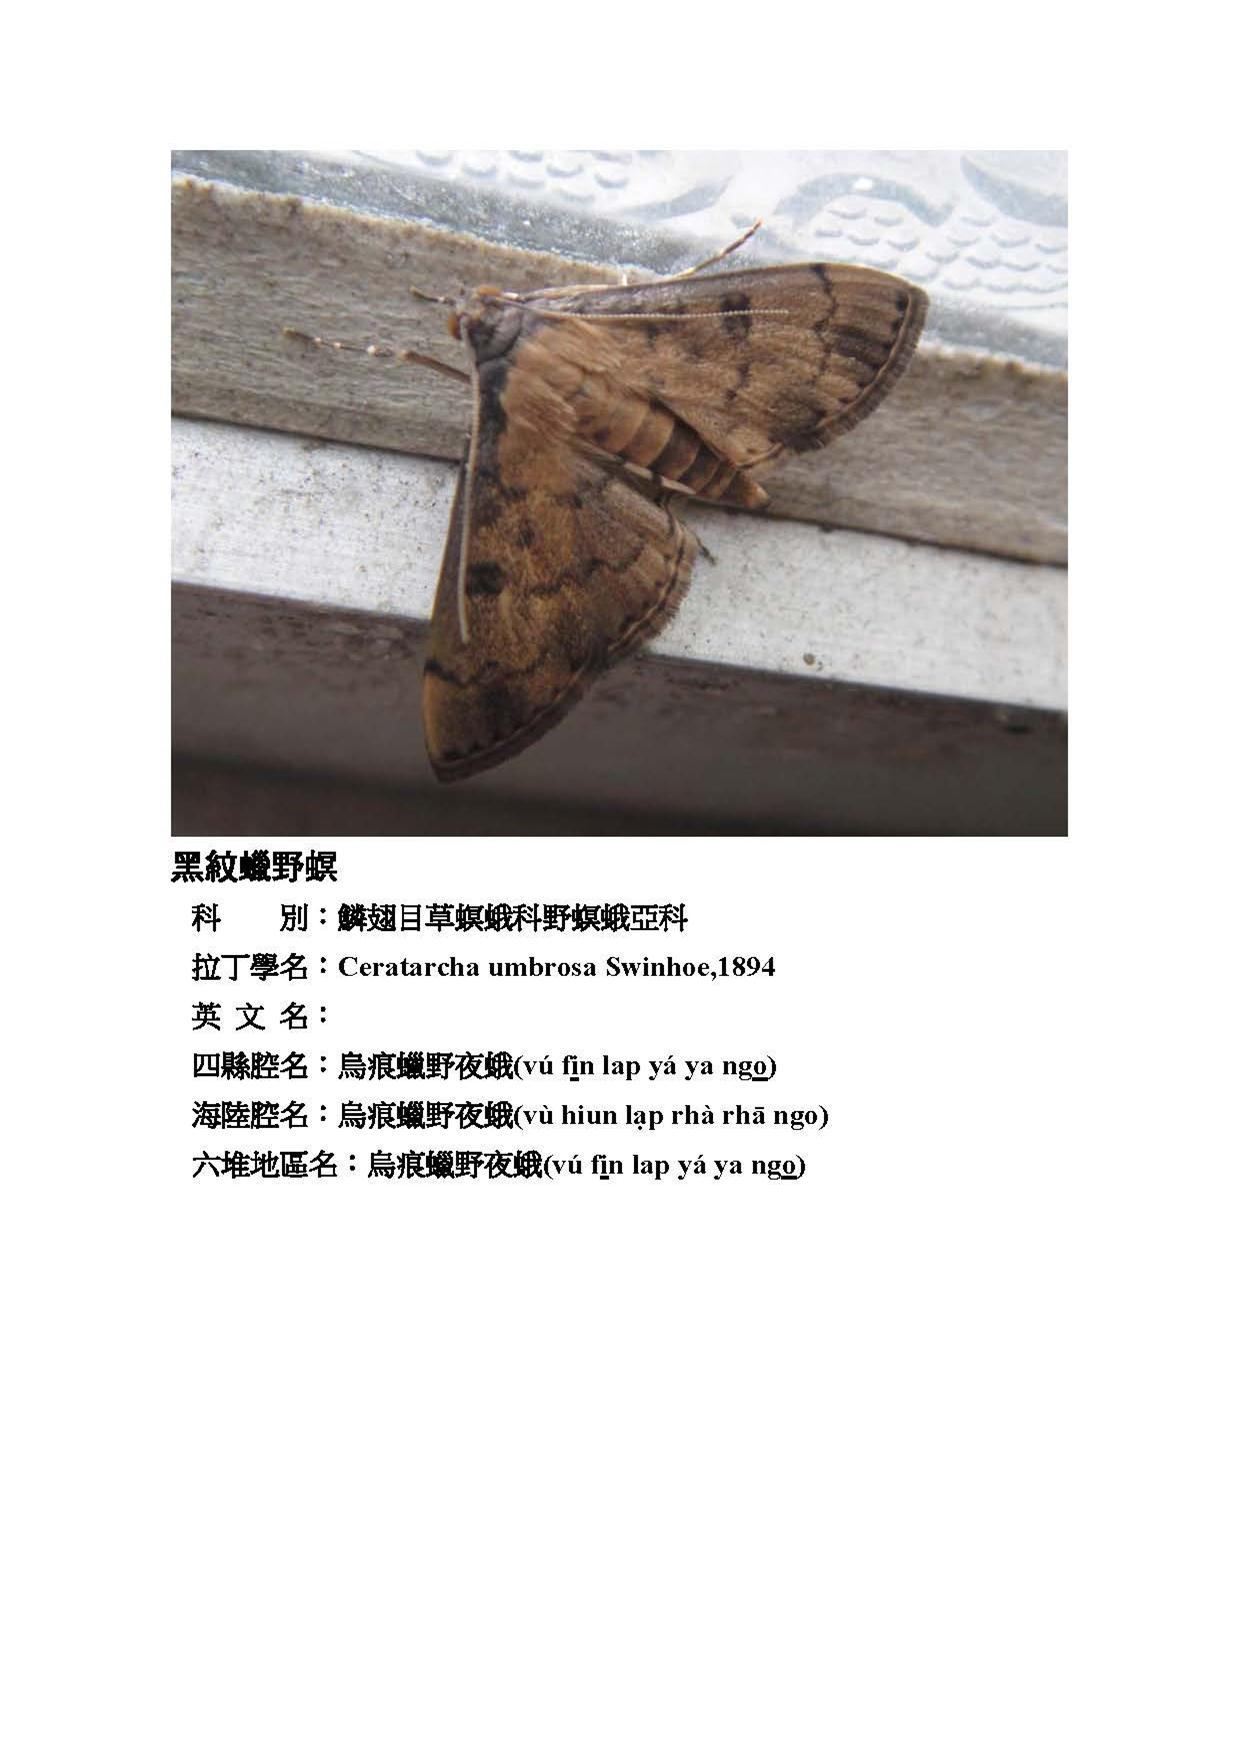 黑紋蠟野螟
科　　別：鱗翅目草螟蛾科野螟蛾亞科
拉丁學名：Ceratarcha umbrosa Swinhoe,1894
英 文 名：
四縣腔名：烏痕蠟野夜蛾(vú fin lap yá ya ngo)
海陸腔名：烏痕蠟野夜蛾(vù hiun lạp rhà rhā ngo)
六堆地區名：烏痕蠟野夜蛾(vú fin lap yá ya ngo)